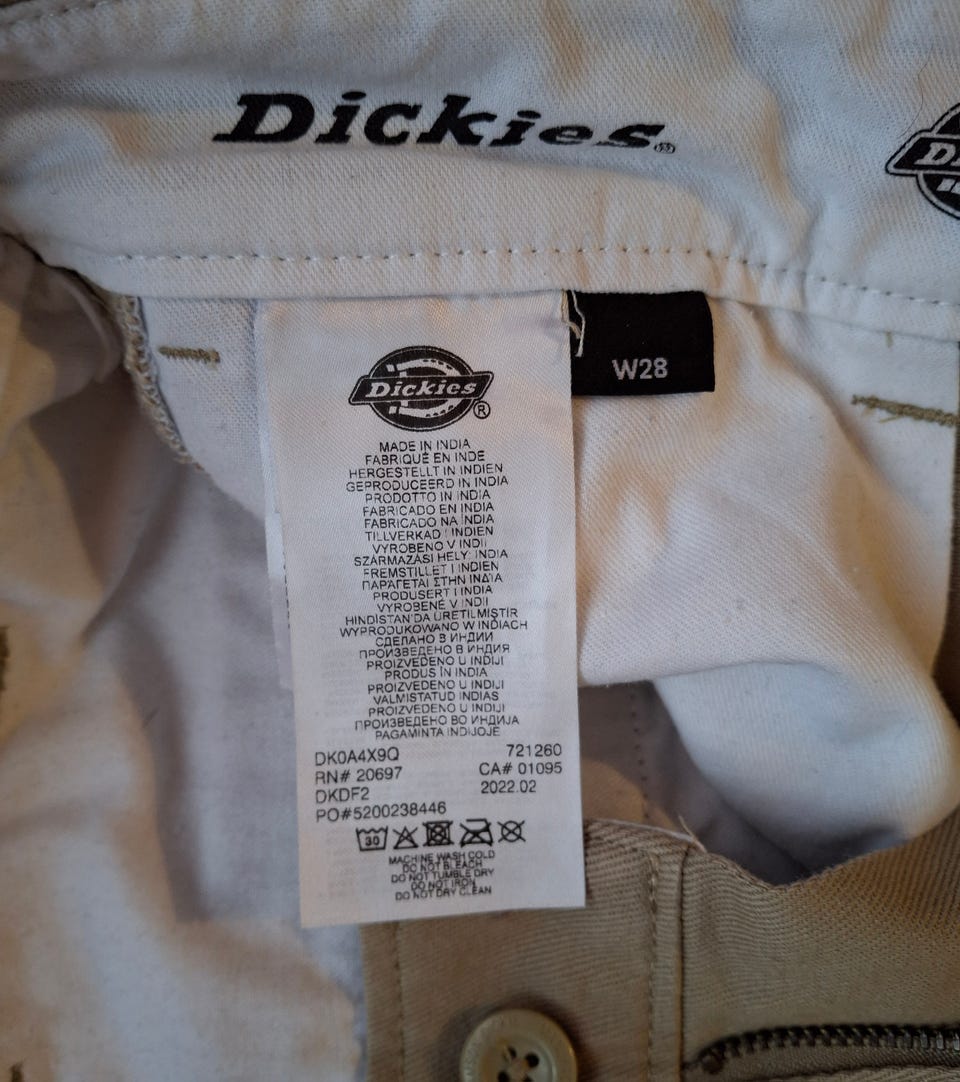 Dickies®
W28
Dickies®
MADE IN INDIA
FABRIQUÉ EN INDE
HERGESTELLT IN INDIEN
GEPRODUCEERD IN INDIA
PRODOTTO IN INDIA
FABRICADO EN INDIA
FABRICADO NA INDIA
TILLVERKAD I INDIEN
VYROBENO V INDII
SZÁRMAZÁSI HELY: INDIA
FREMSTILLET I INDIEN
ΠΑΡΑΓΕΤΑΙ ΣΤΗΝ ΙΝΔΙΑ
PRODUSERT I INDIA
VYROBENÉ V INDII
HINDISTAN'DA ÜRETILMIŞTIR
WYPRODUKOWANO W INDIACH
СДЕЛАНО В ИНДИИ
ПРОИЗВЕДЕНО В ИНДИЯ
PROIZVEDENO U INDIJI
PRODUS ÎN INDIA
PROIZVEDENO U INDIJI
VALMISTATUD INDIAS
PROIZVEDENO U INDIJI
ПРОИЗВЕДЕНО ВО ИНДИЈА
PAGAMINTA INDIJOJE
DK0A4X9Q 721260
RN# 20697 CA# 01095
DKDF2 2022.02
PO#5200238446
30
MACHINE WASH COLD
DO NOT BLEACH
DO NOT TUMBLE DRY
DO NOT IRON
DO NOT DRY CLEAN